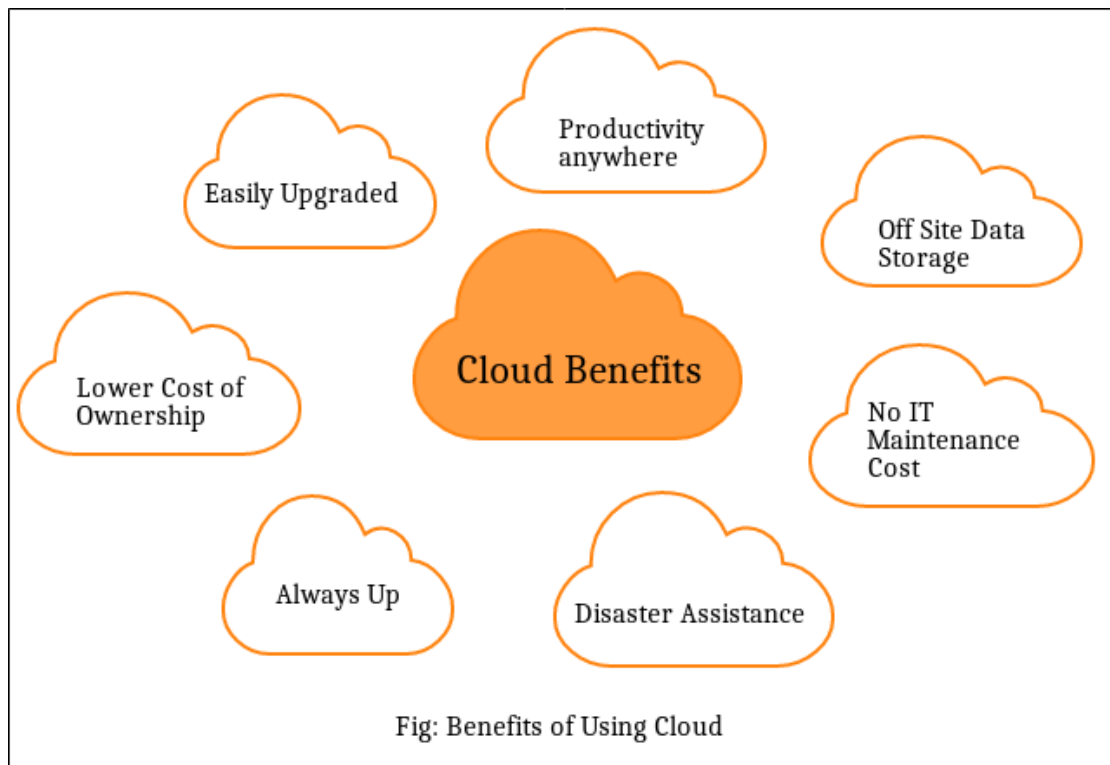 Productivity
anywhere
Easily Upgraded
Off Site Data
Storage
Cloud Benefits
Lower Cost of
Ownership
No IT
Maintenance
Cost
Always Up
Disaster Assistance
Fig: Benefits of Using Cloud